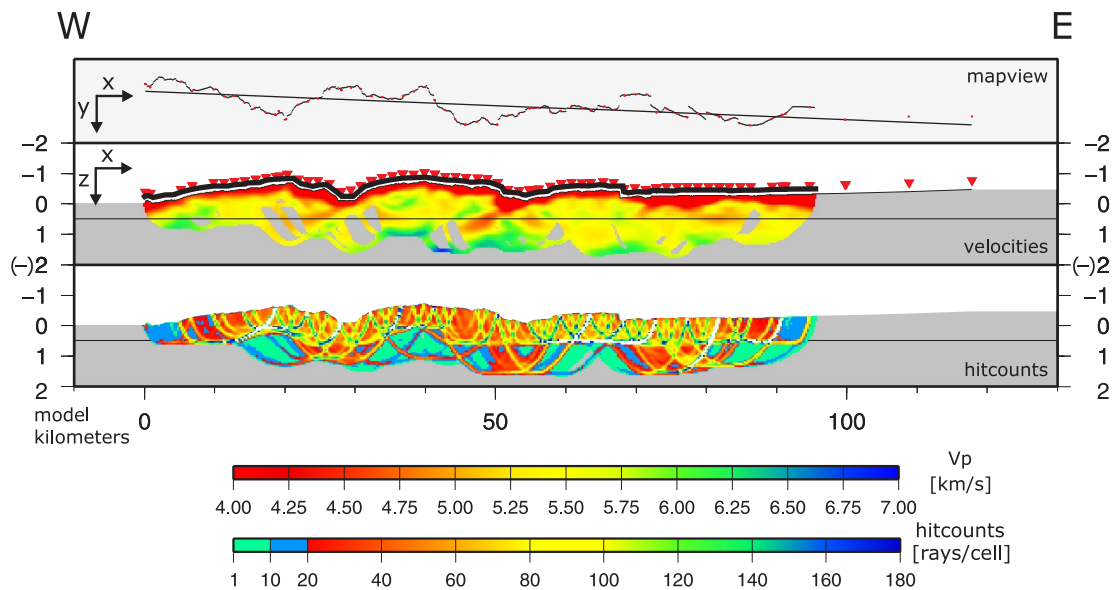 W E
mapview
x
y
−2 −2
x
−1 −1
z
0 0
1 1
velocities
(−)2 (−)2
−1 −1
0 0
1 1
hitcounts
2 2
model
kilometers
0 50 100
Vp
[km/s]
4.00 4.25 4.50 4.75 5.00 5.25 5.50 5.75 6.00 6.25 6.50 6.75 7.00
hitcounts
[rays/cell]
1 10 20 40 60 80 100 120 140 160 180